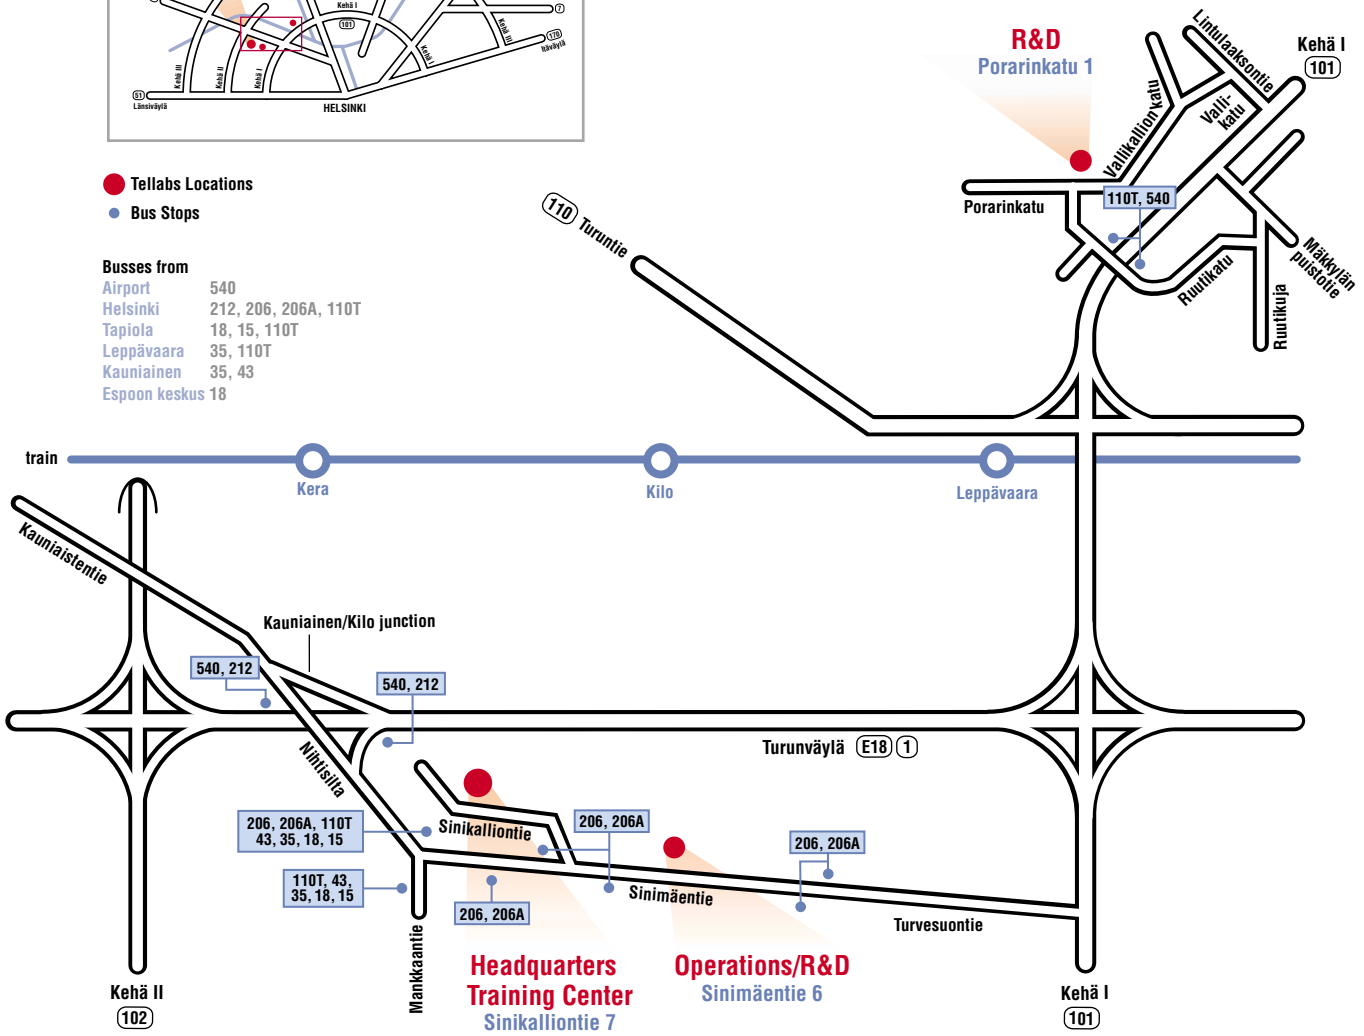 Kehä I
101
7
Kehä III
170
Itäväylä
Kehä I
Kehä III
Kehä II
Kehä I
51
Länsiväylä
HELSINKI
Tellabs Locations
Bus Stops
Busses from
Airport 540
Helsinki 212, 206, 206A, 110T
Tapiola 18, 15, 110T
Leppävaara 35, 110T
Kauniainen 35, 43
Espoon keskus 18
R&D
Porarinkatu 1
Lintulaaksontie
Kehä I
101
Vallikallionkatu
Valli-
katu
110T, 540
Porarinkatu
110 Turuntie
Ruutikatu
Mäkkylän
puistotie
Ruutikuja
train
Kera
Kilo
Leppävaara
Kauniaistentie
Kauniainen/Kilo junction
540, 212
540, 212
Turunväylä E18 1
Nihtisilta
206, 206A, 110T
43, 35, 18, 15
Sinikalliontie
206, 206A
206, 206A
110T, 43,
35, 18, 15
206, 206A
Sinimäentie
Turvesuontie
Mankkaantie
Headquarters
Training Center
Sinikalliontie 7
Operations/R&D
Sinimäentie 6
Kehä II
102
Kehä I
101